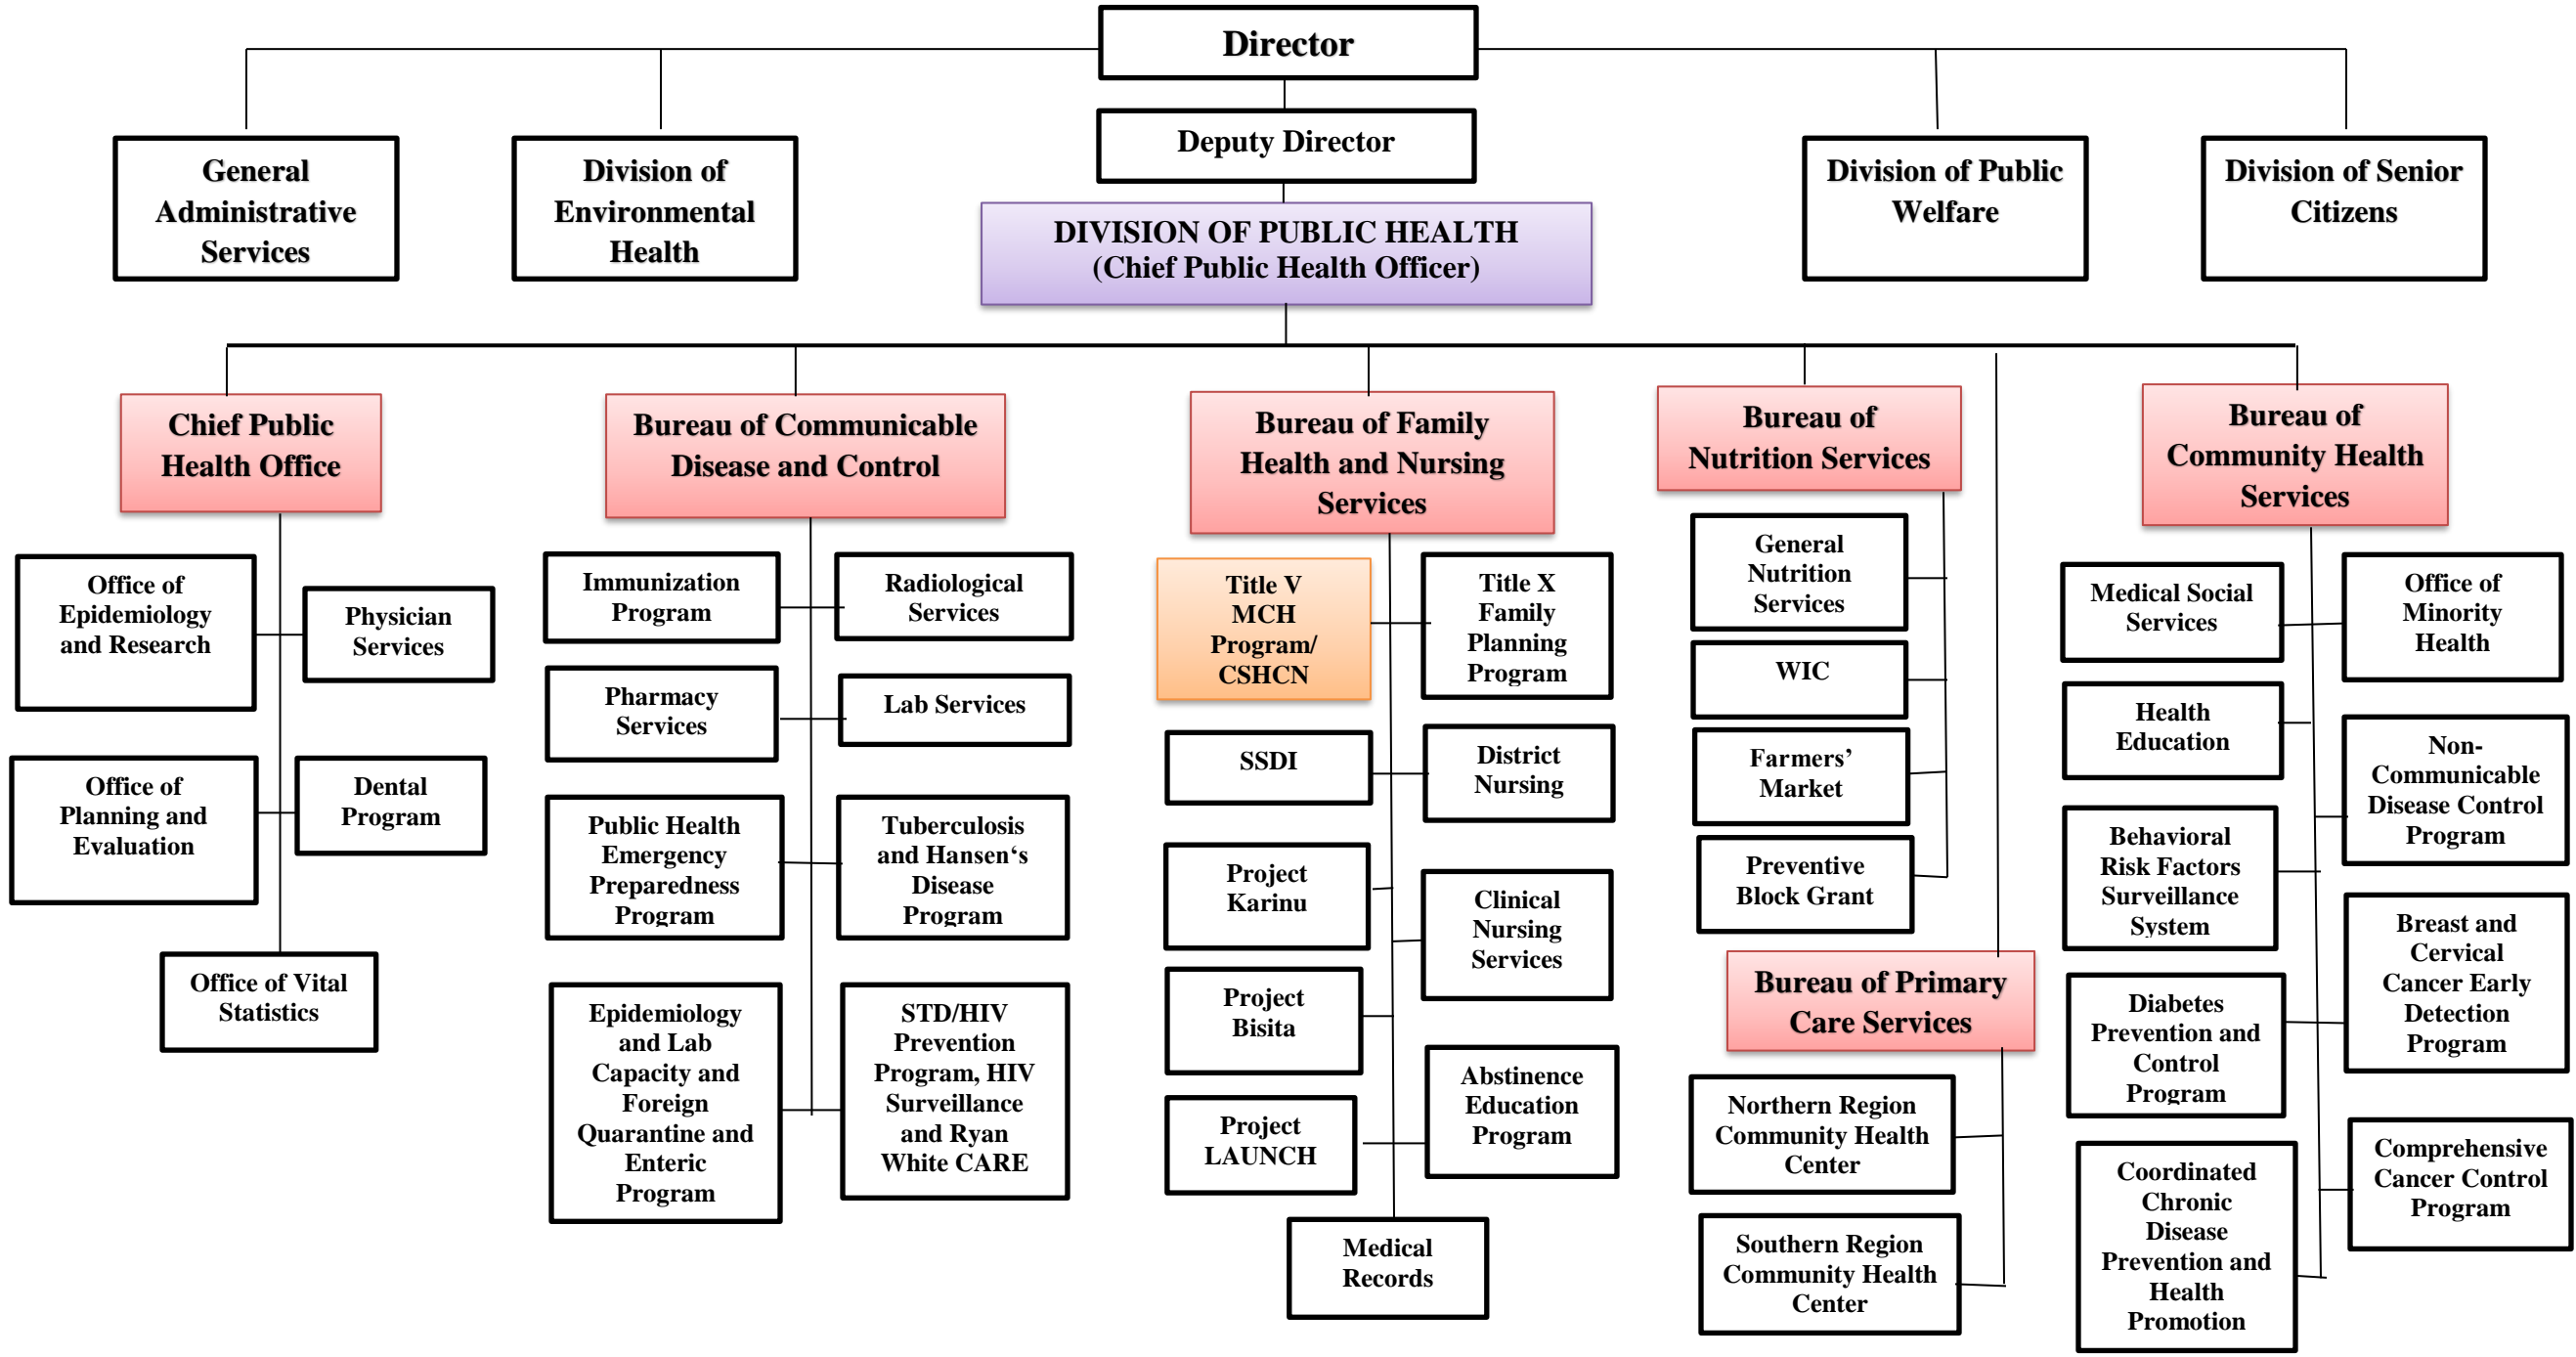 Director
Deputy Director
General
Administrative
Services
Division of
Environmental
Health
DIVISION OF PUBLIC HEALTH
(Chief Public Health Officer)
Division of Public
Welfare
Division of Senior
Citizens
Chief Public
Health Office
Office of
Epidemiology
and Research
Physician
Services
Office of
Planning and
Evaluation
Dental
Program
Office of Vital
Statistics
Bureau of Communicable
Disease and Control
Immunization
Program
Radiological
Services
Pharmacy
Services
Lab Services
Public Health
Emergency
Preparedness
Program
Tuberculosis
and Hansen‘s
Disease
Program
Epidemiology
and Lab
Capacity and
Foreign
Quarantine and
Enteric
Program
STD/HIV
Prevention
Program, HIV
Surveillance
and Ryan
White CARE
Bureau of Family
Health and Nursing
Services
Title V
MCH
Program/
CSHCN
Title X
Family
Planning
Program
SSDI
District
Nursing
Project
Karinu
Clinical
Nursing
Services
Project
Bisita
Abstinence
Education
Program
Project
LAUNCH
Medical
Records
Bureau of
Nutrition Services
General
Nutrition
Services
WIC
Farmers’
Market
Preventive
Block Grant
Bureau of Primary
Care Services
Northern Region
Community Health
Center
Southern Region
Community Health
Center
Bureau of
Community Health
Services
Medical Social
Services
Office of
Minority
Health
Health
Education
Non-
Communicable
Disease Control
Program
Behavioral
Risk Factors
Surveillance
System
Breast and
Cervical
Cancer Early
Detection
Program
Diabetes
Prevention and
Control
Program
Comprehensive
Cancer Control
Program
Coordinated
Chronic
Disease
Prevention and
Health
Promotion